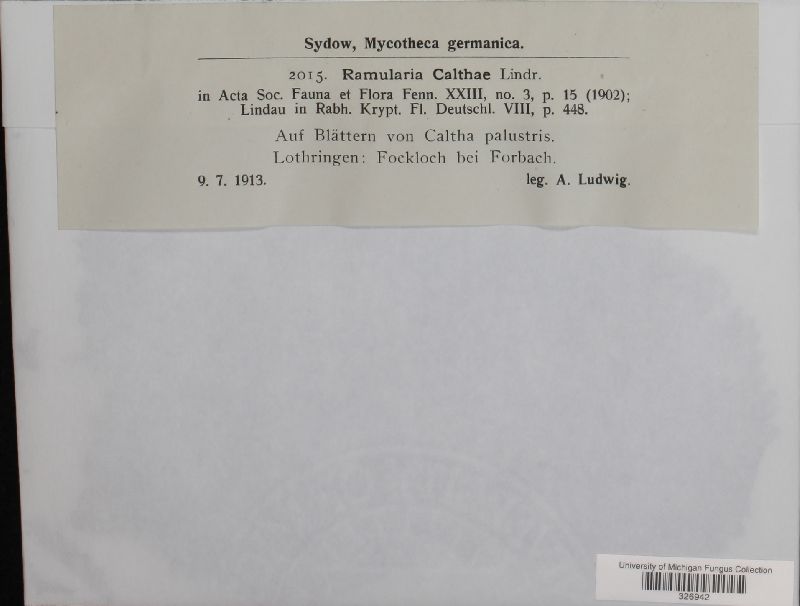 Sydow, Mycotheca germanica.
2015. Ramularia Calthae Lindr.
in Acta Soc. Fauna et Flora Fenn. XXIII, no. 3, p. 15 (1902);
Lindau in Rabh. Krypt. Fl. Deutschl. VIII, p. 448.
Auf Blättern von Caltha palustris.
Lothringen: Fockloch bei Forbach.
9. 7. 1913. leg. A. Ludwig.
University of Michigan Fungus Collection
326942